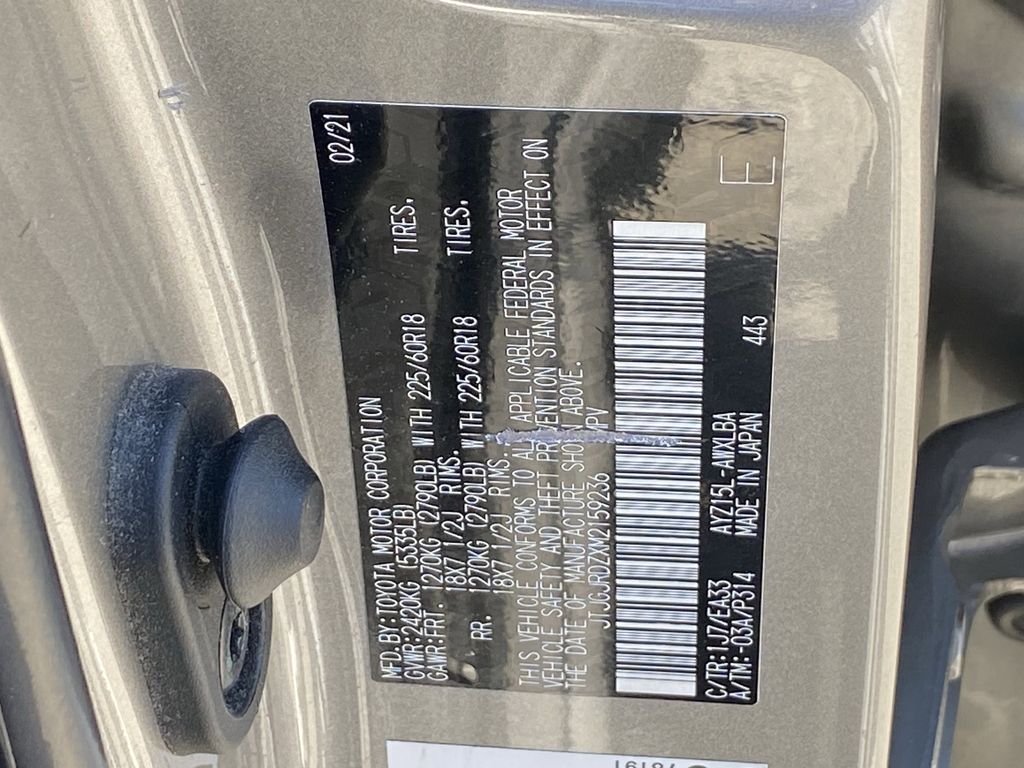 MFD.BY:TOYOTA MOTOR CORPORATION 02/21
GVWR:2420KG (5335LB)
GAWR:FRT. 1270KG (2790LB) WITH 225/60R18 TIRES.
18X7 1/2J RIMS.
RR. 1270KG (2790LB) WITH 225/60R18 TIRES.
18X7 1/2J RIMS.
THIS VEHICLE CONFORMS TO ALL APPLICABLE FEDERAL MOTOR
VEHICLE SAFETY AND THEFT PREVENTION STANDARDS IN EFFECT ON
THE DATE OF MANUFACTURE SHOWN ABOVE.
JTJGJRDZXM2159236 MPV
C/TR:1J7/EA33 AYZ15L-AWXLBA
A/TM:-03A/P314 MADE IN JAPAN 443
E
78191